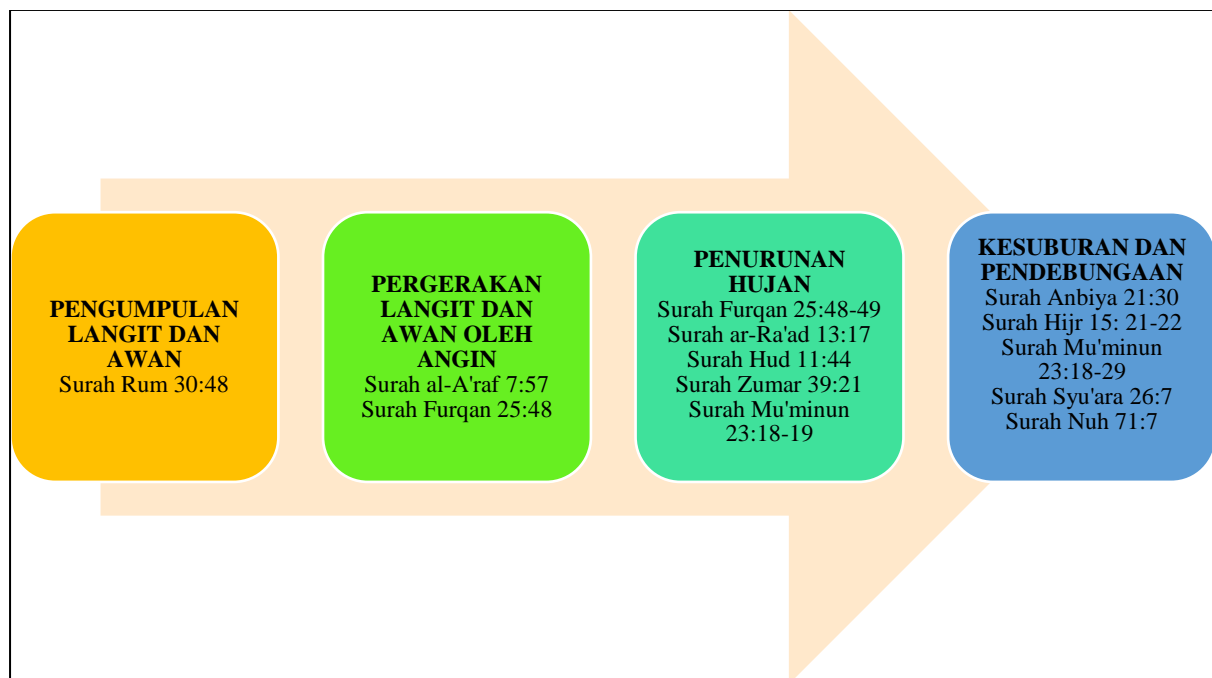 PENGUMPULAN
LANGIT DAN
AWAN
Surah Rum 30:48
PERGERAKAN
LANGIT DAN
AWAN OLEH
ANGIN
Surah al-A'raf 7:57
Surah Furqan 25:48
PENURUNAN
HUJAN
Surah Furqan 25:48-49
Surah ar-Ra'ad 13:17
Surah Hud 11:44
Surah Zumar 39:21
Surah Mu'minun
23:18-19
KESUBURAN DAN
PENDEBUNGAAN
Surah Anbiya 21:30
Surah Hijr 15: 21-22
Surah Mu'minun
23:18-29
Surah Syu'ara 26:7
Surah Nuh 71:7